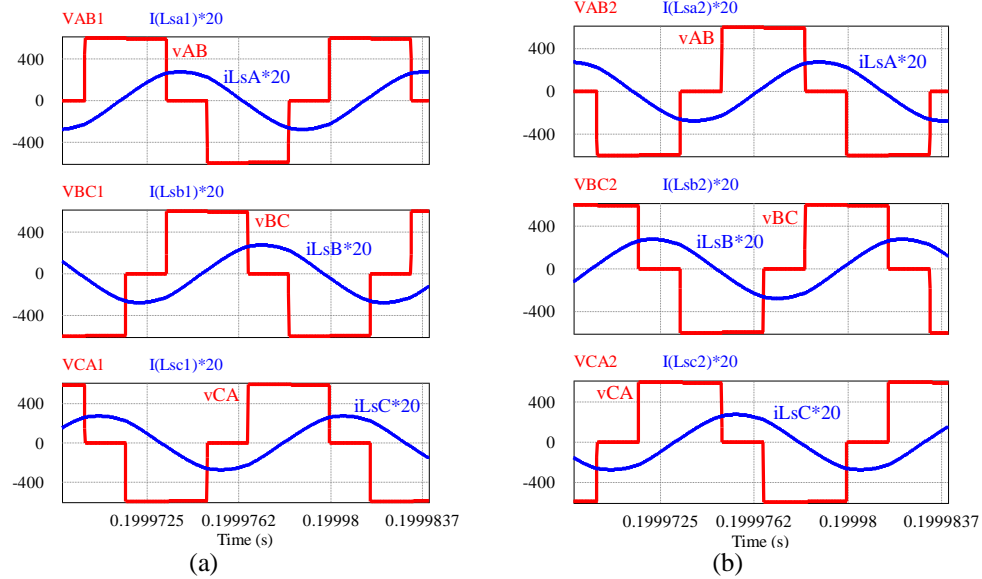 VAB1 I(Lsa1)*20
400
0
-400
vAB
iLsA*20
VBC1 I(Lsb1)*20
400
0
-400
vBC
iLsB*20
VCA1 I(Lsc1)*20
400
0
-400
vCA
iLsC*20
0.1999725 0.1999762 0.19998 0.1999837
Time (s)
(a)
VAB2 I(Lsa2)*20
400
0
-400
vAB
iLsA*20
VBC2 I(Lsb2)*20
400
0
-400
vBC
iLsB*20
VCA2 I(Lsc2)*20
400
0
-400
vCA
iLsC*20
0.1999725 0.1999762 0.19998 0.1999837
Time (s)
(b)